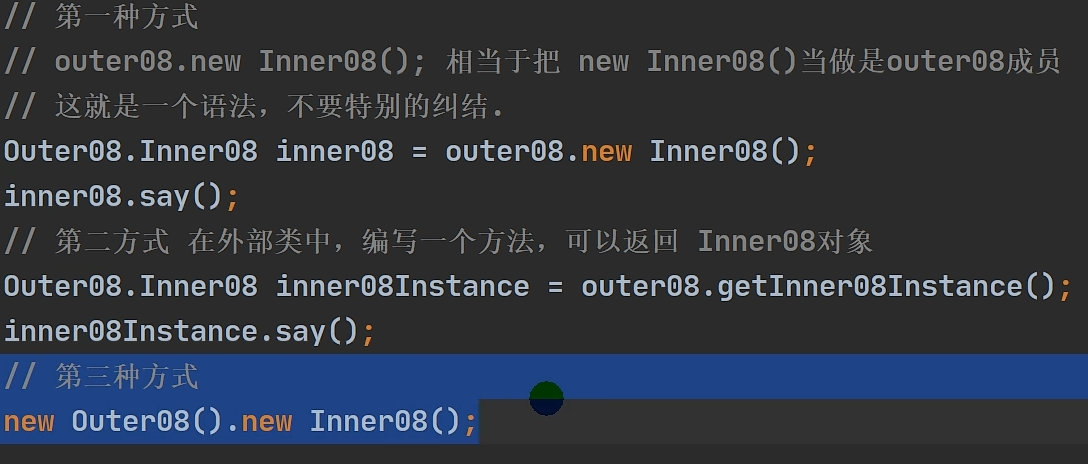 // 第一种方式
// outer08.new Inner08(); 相当于把 new Inner08()当做是outer08成员
// 这就是一个语法，不要特别的纠结.
Outer08.Inner08 inner08 = outer08.new Inner08();
inner08.say();
// 第二方式 在外部类中，编写一个方法，可以返回 Inner08对象
Outer08.Inner08 inner08Instance = outer08.getInner08Instance();
inner08Instance.say();
// 第三种方式
new Outer08().new Inner08();